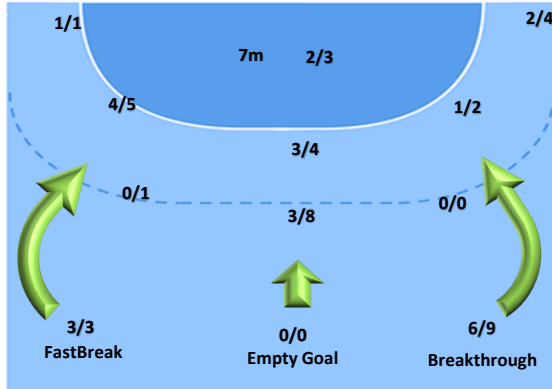 1/1
2/4
7m 2/3
4/5
1/2
3/4
0/1
0/0
3/8
3/3
0/0
6/9
FastBreak
Empty Goal
Breakthrough